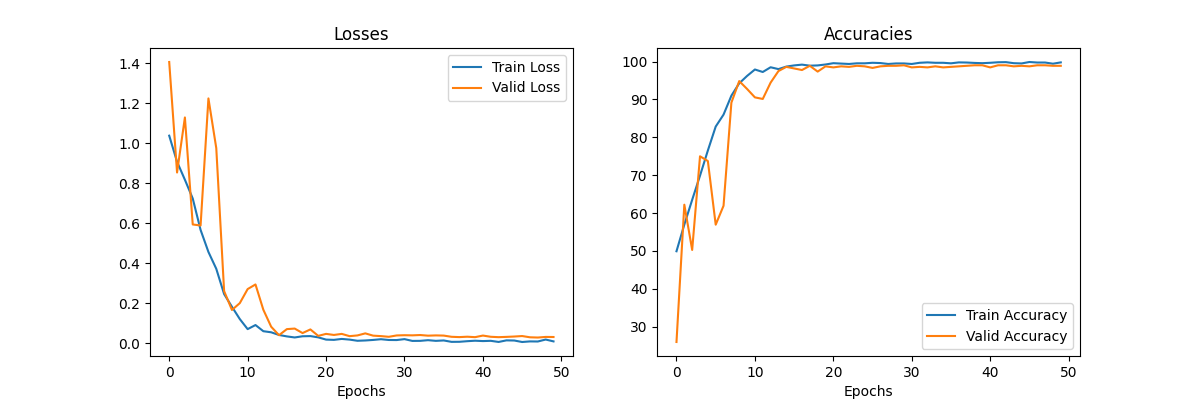 Losses
1.4
1.2
1.0
0.8
0.6
0.4
0.2
0.0
0 10 20 30 40 50
Epochs
Train Loss
Valid Loss
Accuracies
100
90
80
70
60
50
40
30
0 10 20 30 40 50
Epochs
Train Accuracy
Valid Accuracy